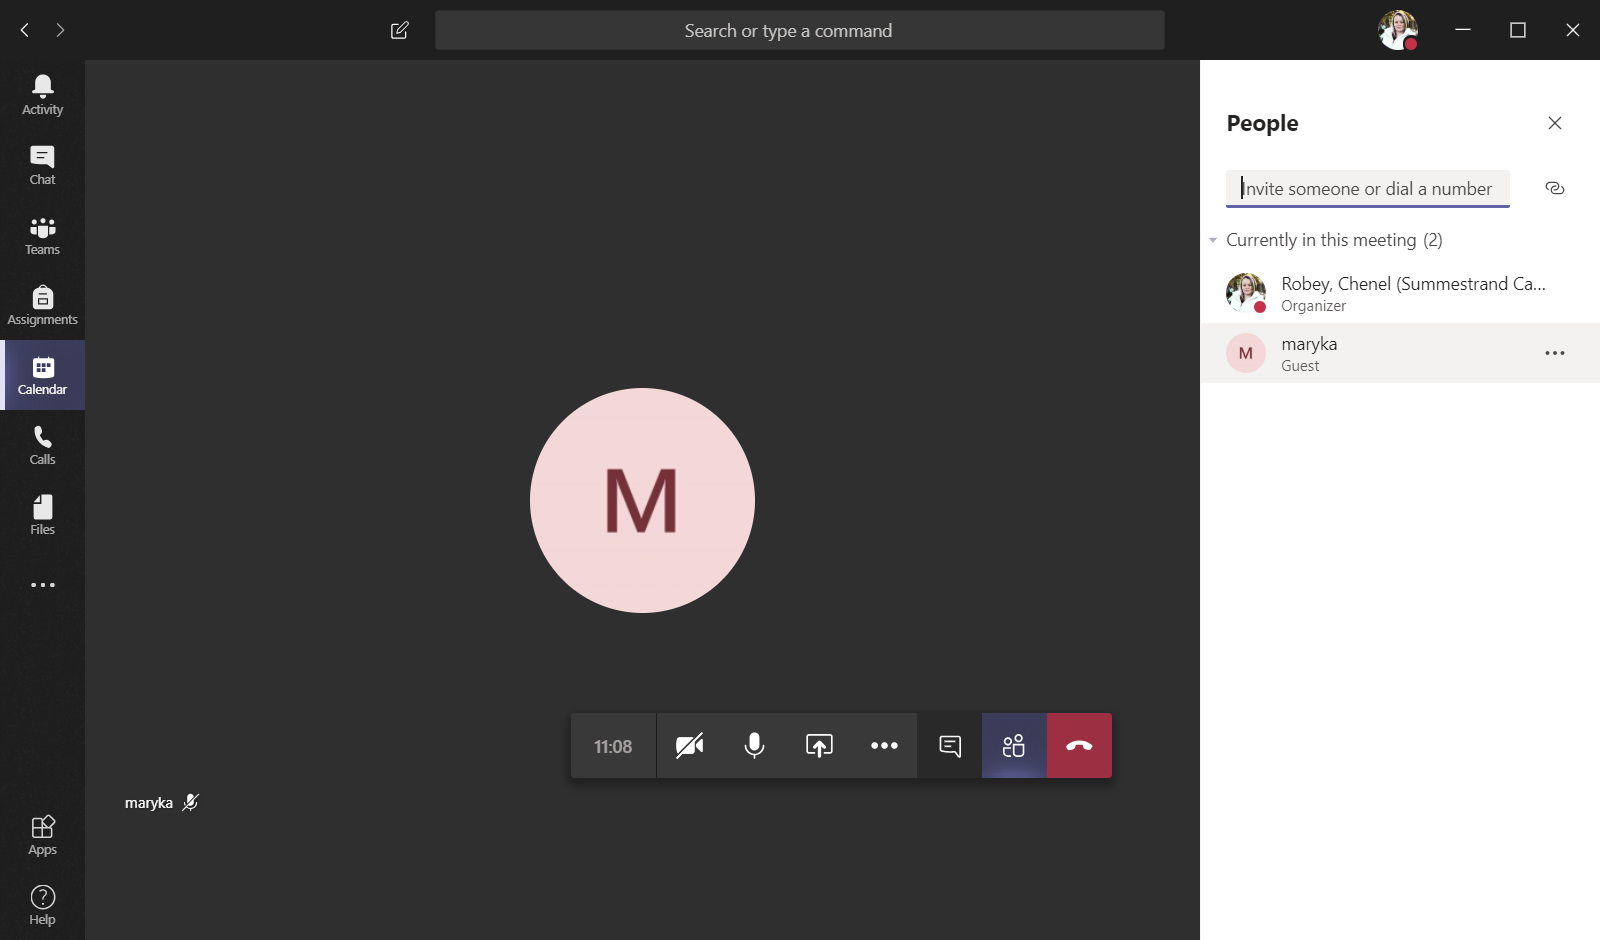 Search or type a command
Activity
Chat
Teams
Assignments
Calendar
Calls
Files
Apps
Help
M
maryka
11:08
People
Invite someone or dial a number
Currently in this meeting (2)
Robey, Chenel (Summestrand Ca...
Organizer
M
maryka
Guest